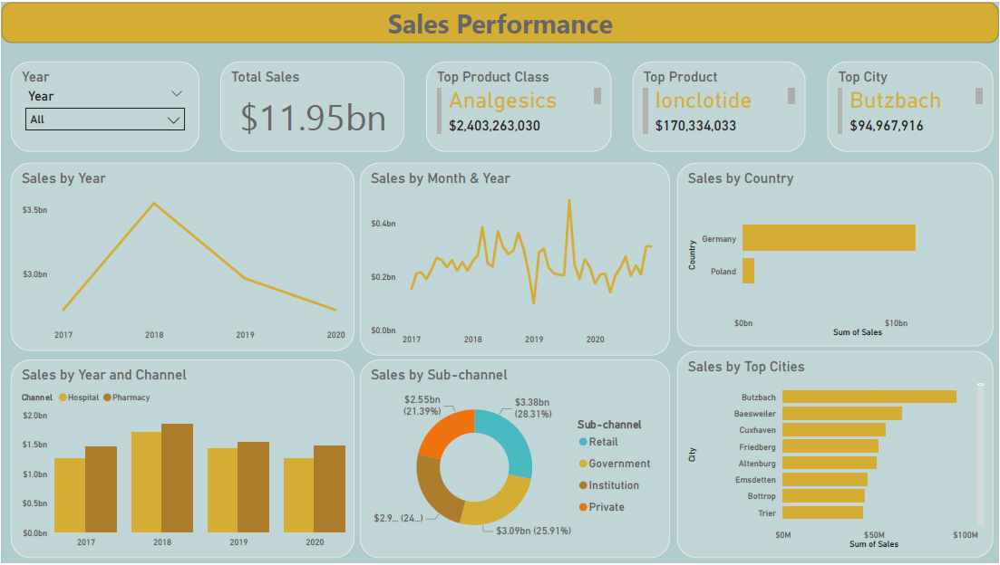 Sales Performance
Year
Year
All
Total Sales
$11.95bn
Top Product Class
Analgesics
$2,403,263,030
Top Product
Ionclotide
$170,334,033
Top City
Butzbach
$94,967,916
Sales by Year
$3.5bn
$3.0bn
2017 2018 2019 2020
Sales by Month & Year
$0.4bn
$0.2bn
$0.0bn
2017 2018 2019 2020
Sales by Country
Country
Germany
Poland
$0bn $10bn
Sum of Sales
Sales by Year and Channel
Channel Hospital Pharmacy
$2.0bn
$1.5bn
$1.0bn
$0.5bn
$0.0bn
2017 2018 2019 2020
Sales by Sub-channel
$2.55bn
(21.39%)
$3.38bn
(28.31%)
$2.9... (24...)
$3.09bn (25.91%)
Sub-channel
Retail
Government
Institution
Private
Sales by Top Cities
City
Butzbach
Baesweiler
Cuxhaven
Friedberg
Altenburg
Emsdetten
Bottrop
Trier
$0M $50M $100M
Sum of Sales